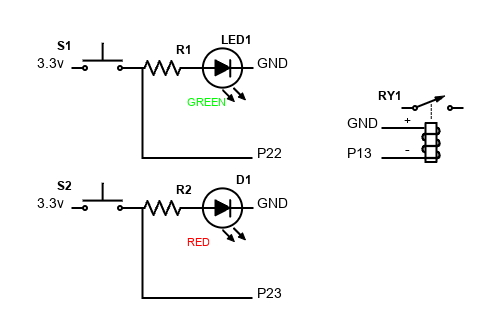 S1
R1
LED1
3.3v
GND
GREEN
P22
RY1
GND
+
P13
-
S2
R2
D1
3.3v
GND
RED
P23